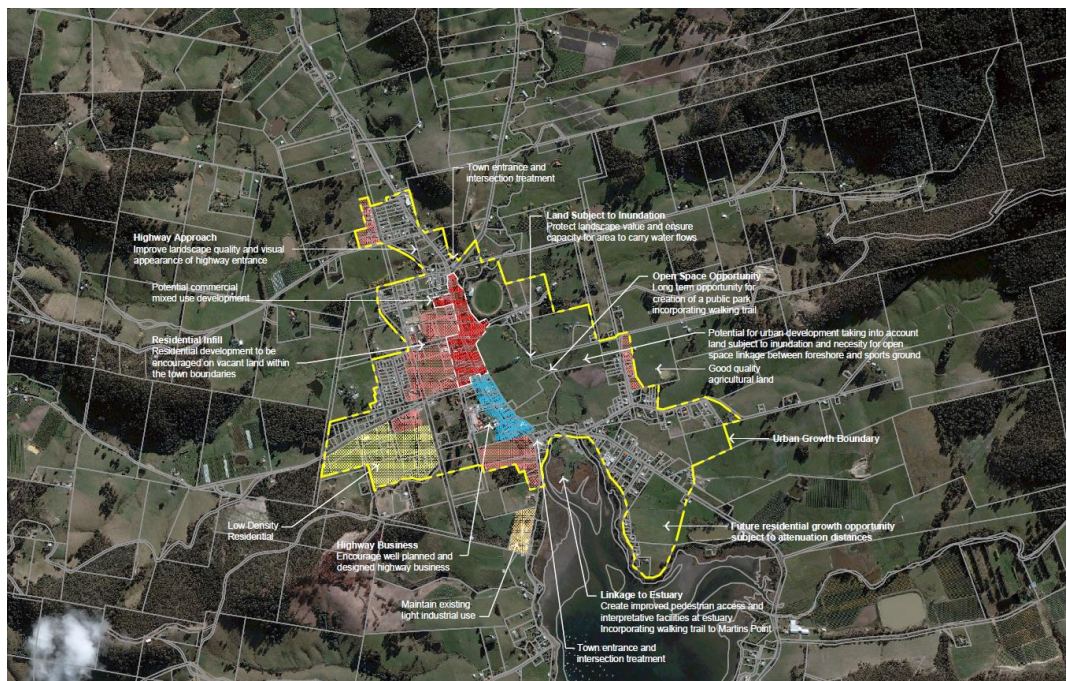 Town entrance and
intersection treatment
Land Subject to Inundation
Protect landscape value and ensure
capacity for area to carry water flows
Highway Approach
Improve landscape quality and visual
appearance of highway entrance
Open Space Opportunity
Long term opportunity for
creation of a public park
incorporating walking trail
Potential commercial
mixed use development
Potential for urban development taking into account
land subject to inundation and necesity for open
space linkage between foreshore and sports ground
Residential Infill
Residential development to be
encouraged on vacant land within
the town boundaries
Good quality
agricultural land
Urban Growth Boundary
Low Density
Residential
Future residential growth opportunity
subject to attenuation distances
Highway Business
Encourage well planned and
designed highway business
Linkage to Estuary
Create improved pedestrian access and
interpretative facilities at estuary.
Incorporating walking trail to Martins Point
Maintain existing
light industrial use
Town entrance and
intersection treatment